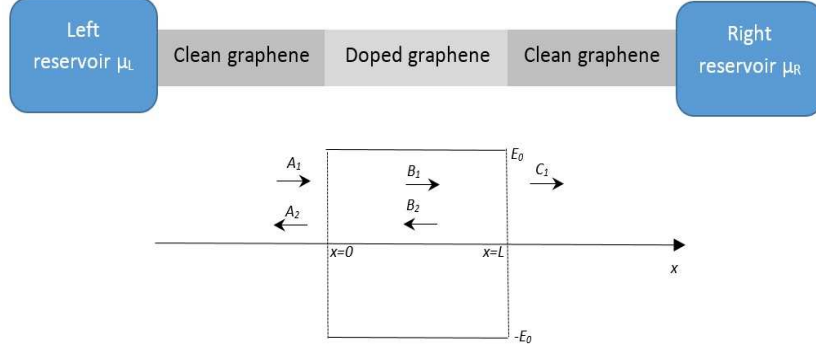 Left
reservoir μL
Clean graphene
Doped graphene
Clean graphene
Right
reservoir μR
E0
A1
B1
C1
A2
B2
x=0
x=L
x
-E0